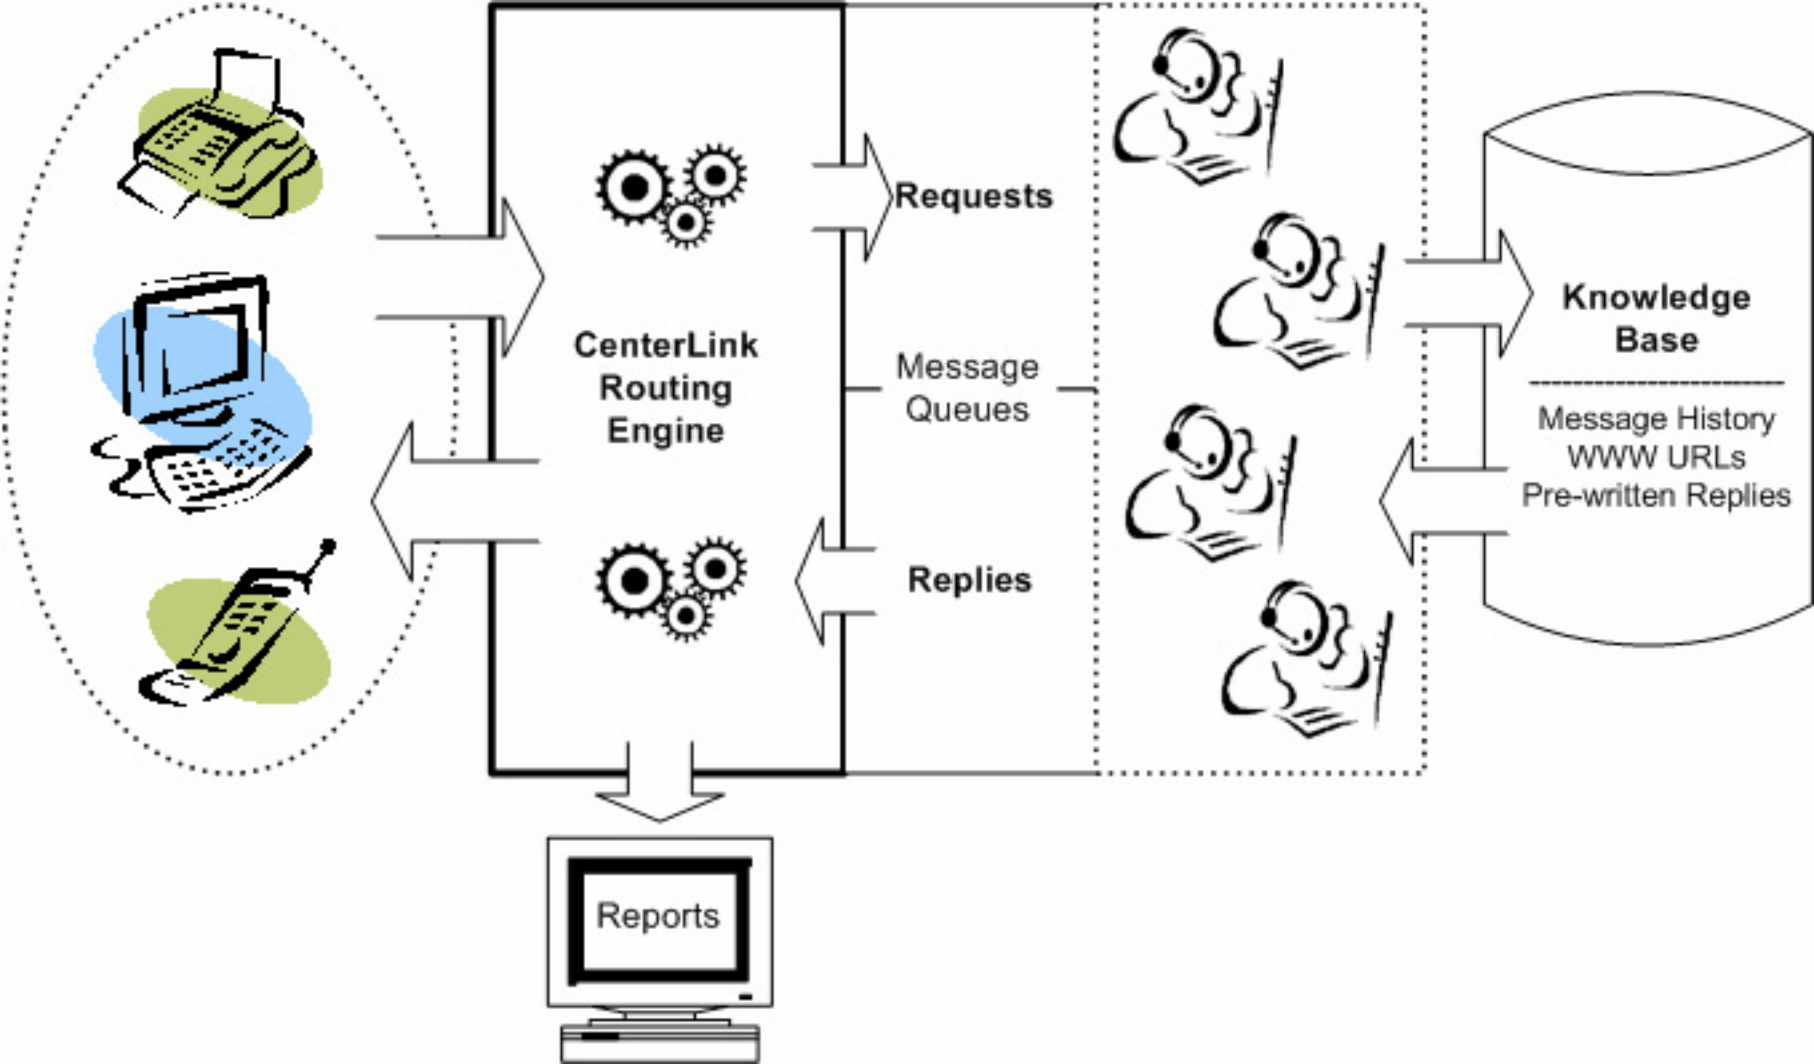 CenterLink
Routing
Engine
Requests
Message
Queues
Replies
Knowledge
Base
Message History
WWW URLs
Pre-written Replies
Reports